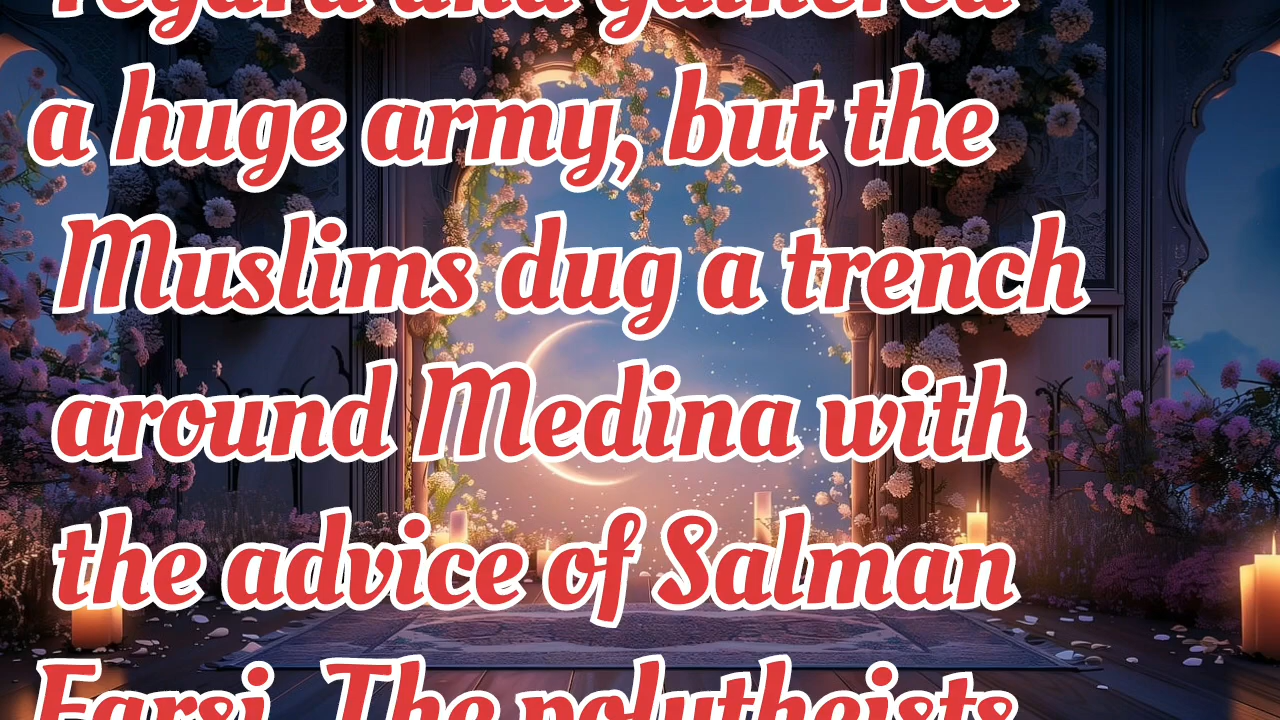 regard and gathered
a huge army, but the
Muslims dug a trench
around Medina with
the advice of Salman
Farsi. The polytheists